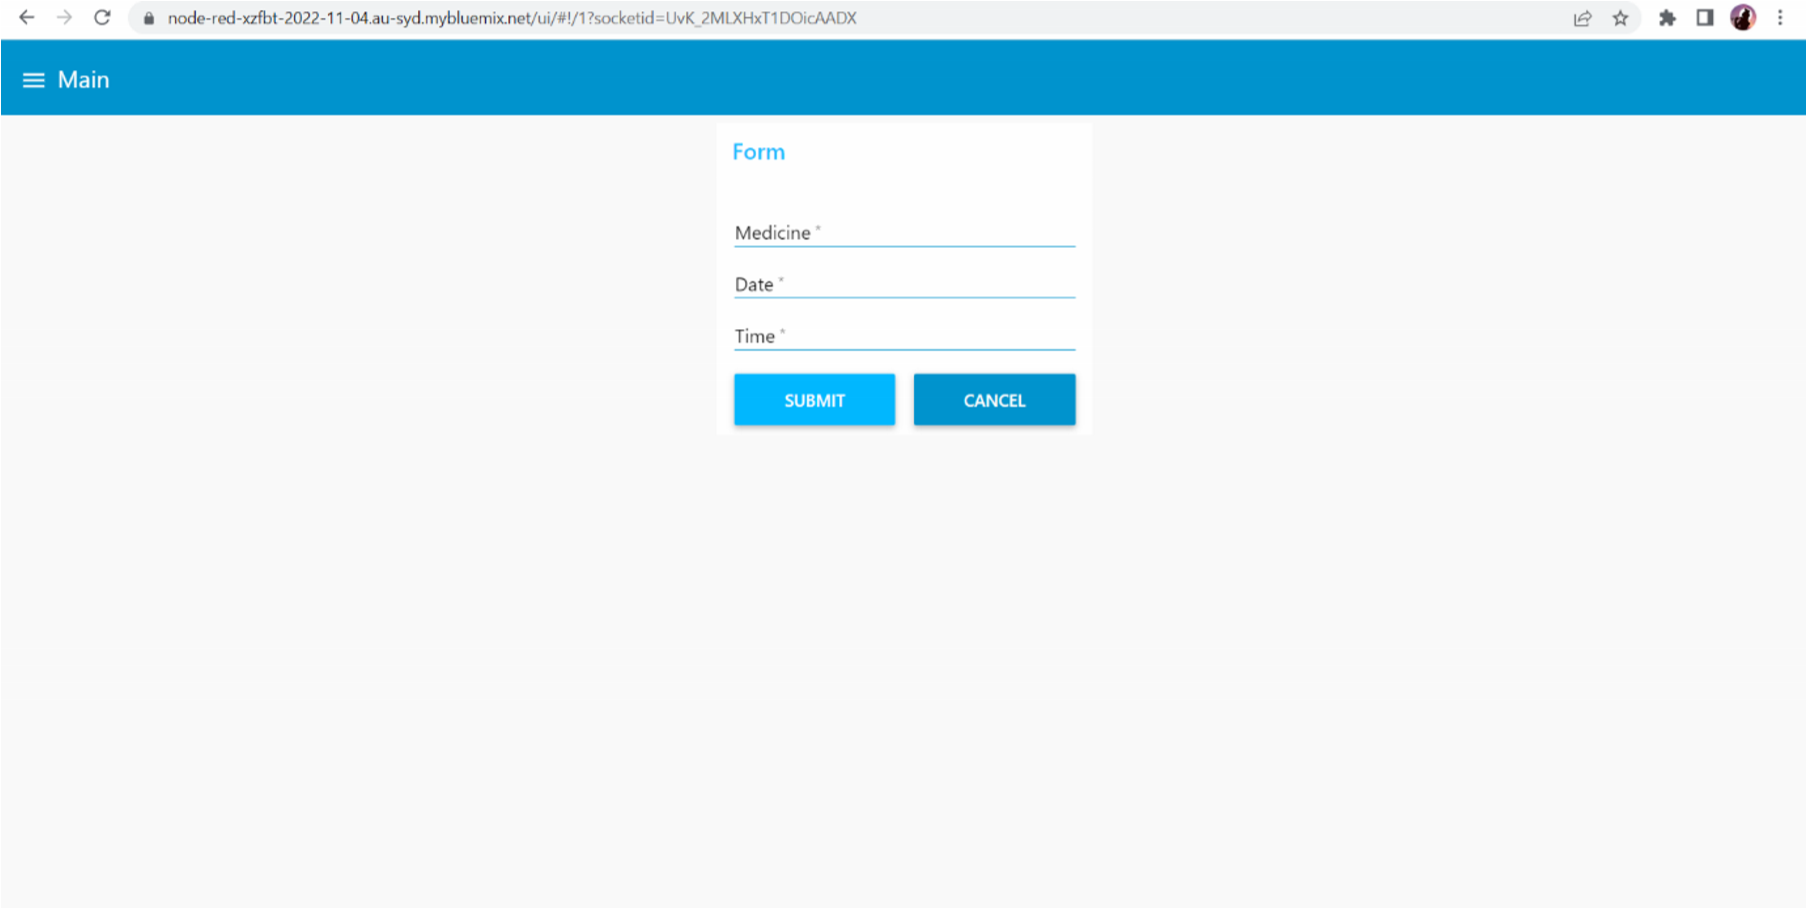 node-red-xzfbt-2022-11-04.au-syd.mybluemix.net/ui/#!/1?socketid=UvK_2MLXHxT1DOicAADX
Main
Form
Medicine *
Date *
Time *
SUBMIT CANCEL